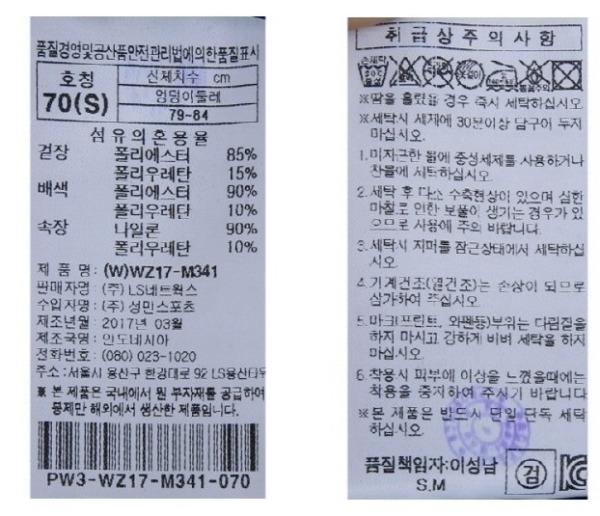 품질경영및공산품안전관리법에의한품질표시
호칭
70(S)
신체치수 cm
엉덩이둘레
79-84
섬유의혼용율
겉장 폴리에스터 85%
폴리우레탄 15%
배색 폴리에스터 90%
폴리우레탄 10%
속장 나일론 90%
폴리우레탄 10%
제 품 명: (W)WZ17-M341
판매자명: (주) LS네트웍스
수입자명: (주) 성민스포츠
제조년월: 2017년 03월
제조국명: 인도네시아
전화번호: (080) 023-1020
주소:서울시 용산구 한강대로 92 LS용산타워
※ 본 제품은 국내에서 원 부자재를 공급하여
봉제만 해외에서 생산한 제품입니다.
PW3-WZ17-M341-070
취급상주의사항
※땀을 흘렸을 경우 즉시 세탁하십시오
※세탁시 세제에 30분이상 담구어 두지
마십시오.
1.미지근한 물에 중성세제를 사용하거나
찬물에 세탁하십시오.
2.세탁 후 다소 수축현상이 있으며 심한
마찰로 인한 보풀이 생기는 경우가 있
으므로 사용에 주의 바랍니다.
3.세탁시 지퍼를 잠근상태에서 세탁하십
시오.
4.기계건조(열건조)는 손상이 되므로
삼가하여 주십시오.
5.마크(프린트, 와펜등)부위는 다림질을
하지 마시고 강하게 비벼 세탁을 하지
마십시오.
6.착용시 피부에 이상을 느꼈을때에는
착용을 중지하여 주시기 바랍니다
※본 제품은 반드시 단일 단독 세탁
하십시오.
품질책임자:이성남
S.M
검